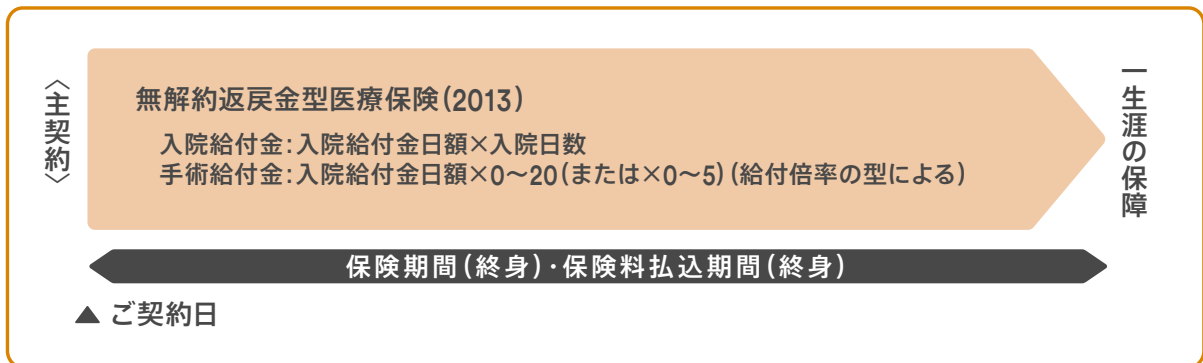 〈主契約〉
無解約返戻金型医療保険(2013)
入院給付金:入院給付金日額×入院日数
手術給付金:入院給付金日額×0〜20(または×0〜5)(給付倍率の型による)
一生涯の保障
保険期間(終身)・保険料払込期間(終身)
▲ ご契約日